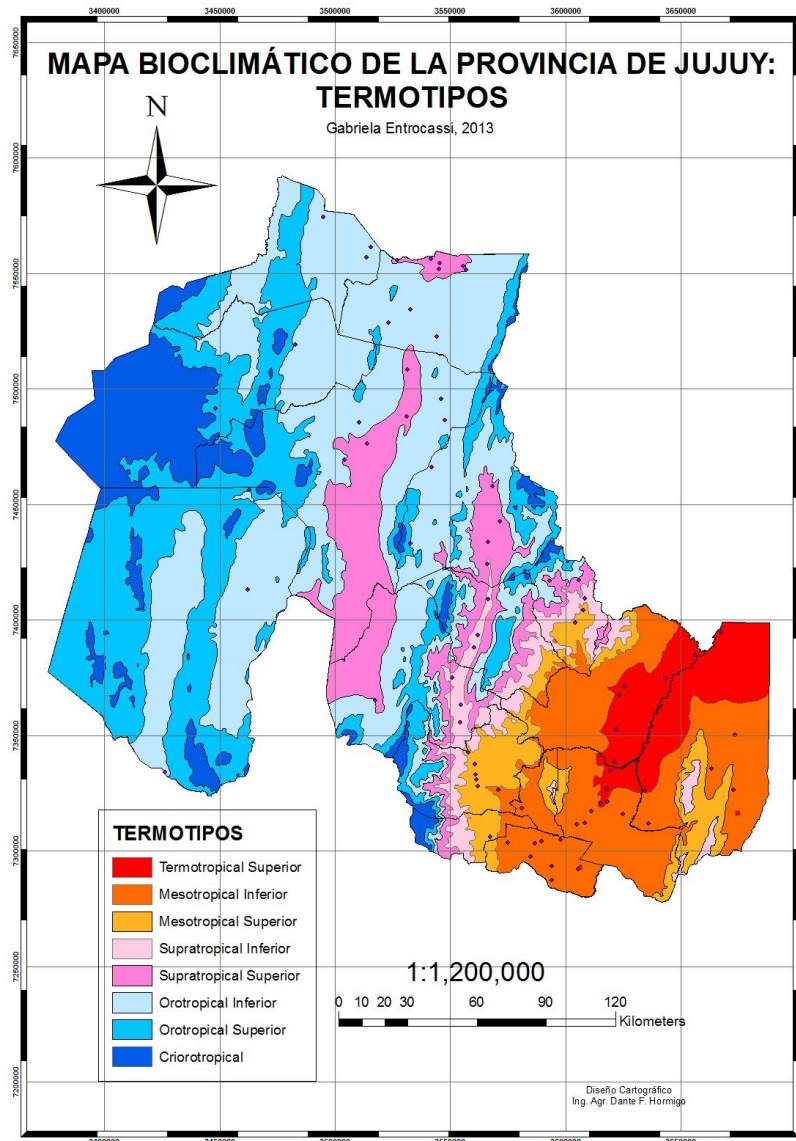 3400000 3450000 3500000 3550000 3600000 3650000
MAPA BIOCLIMÁTICO DE LA PROVINCIA DE JUJUY:
TERMOTIPOS
Gabriela Entrocassi, 2013
N
7650000
7600000
7550000
7500000
7450000
7400000
7350000
7300000
7250000
7200000
TERMOTIPOS
Termotropical Superior
Mesotropical Inferior
Mesotropical Superior
Supratropical Inferior
Supratropical Superior
Orotropical Inferior
Orotropical Superior
Criorotropical
1:1,200,000
0 10 20 30 60 90 120
Kilometers
Diseño Cartográfico
Ing. Agr. Dante F. Hormigo